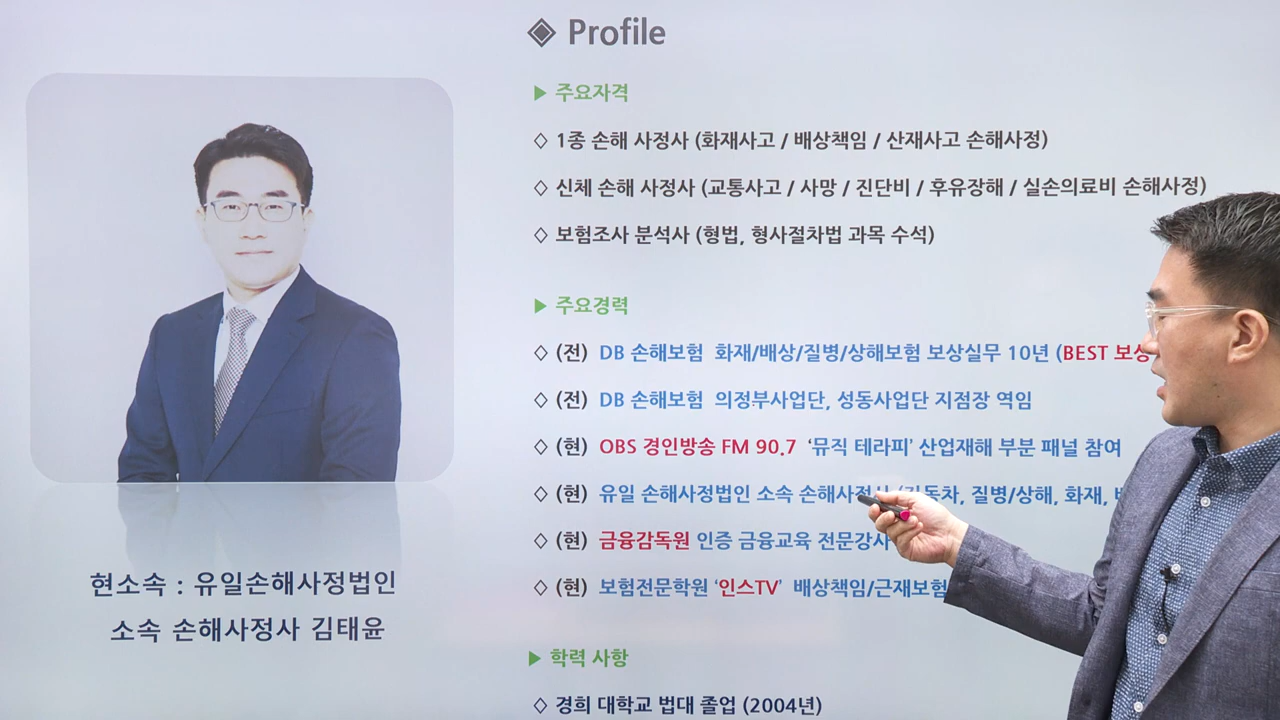 ◈ Profile
▶ 주요자격
◇ 1종 손해 사정사 (화재사고 / 배상책임 / 산재사고 손해사정)
◇ 신체 손해 사정사 (교통사고 / 사망 / 진단비 / 후유장해 / 실손의료비 손해사정)
◇ 보험조사 분석사 (형법, 형사절차법 과목 수석)
▶ 주요경력
◇ (전) DB 손해보험 화재/배상/질병/상해보험 보상실무 10년 (BEST 보상
◇ (전) DB 손해보험 의정부사업단, 성동사업단 지점장 역임
◇ (현) OBS 경인방송 FM 90.7 '뮤직 테라피' 산업재해 부분 패널 참여
◇ (현) 유일 손해사정법인 소속 손해사정사 질병/상해, 화재,
◇ (현) 금융감독원 인증 금융교육 전문강사
◇ (현) 보험전문학원 '인스TV' 배상책임/근재보험
▶ 학력 사항
◇ 경희 대학교 법대 졸업 (2004년)
현소속 : 유일손해사정법인
소속 손해사정사 김태윤